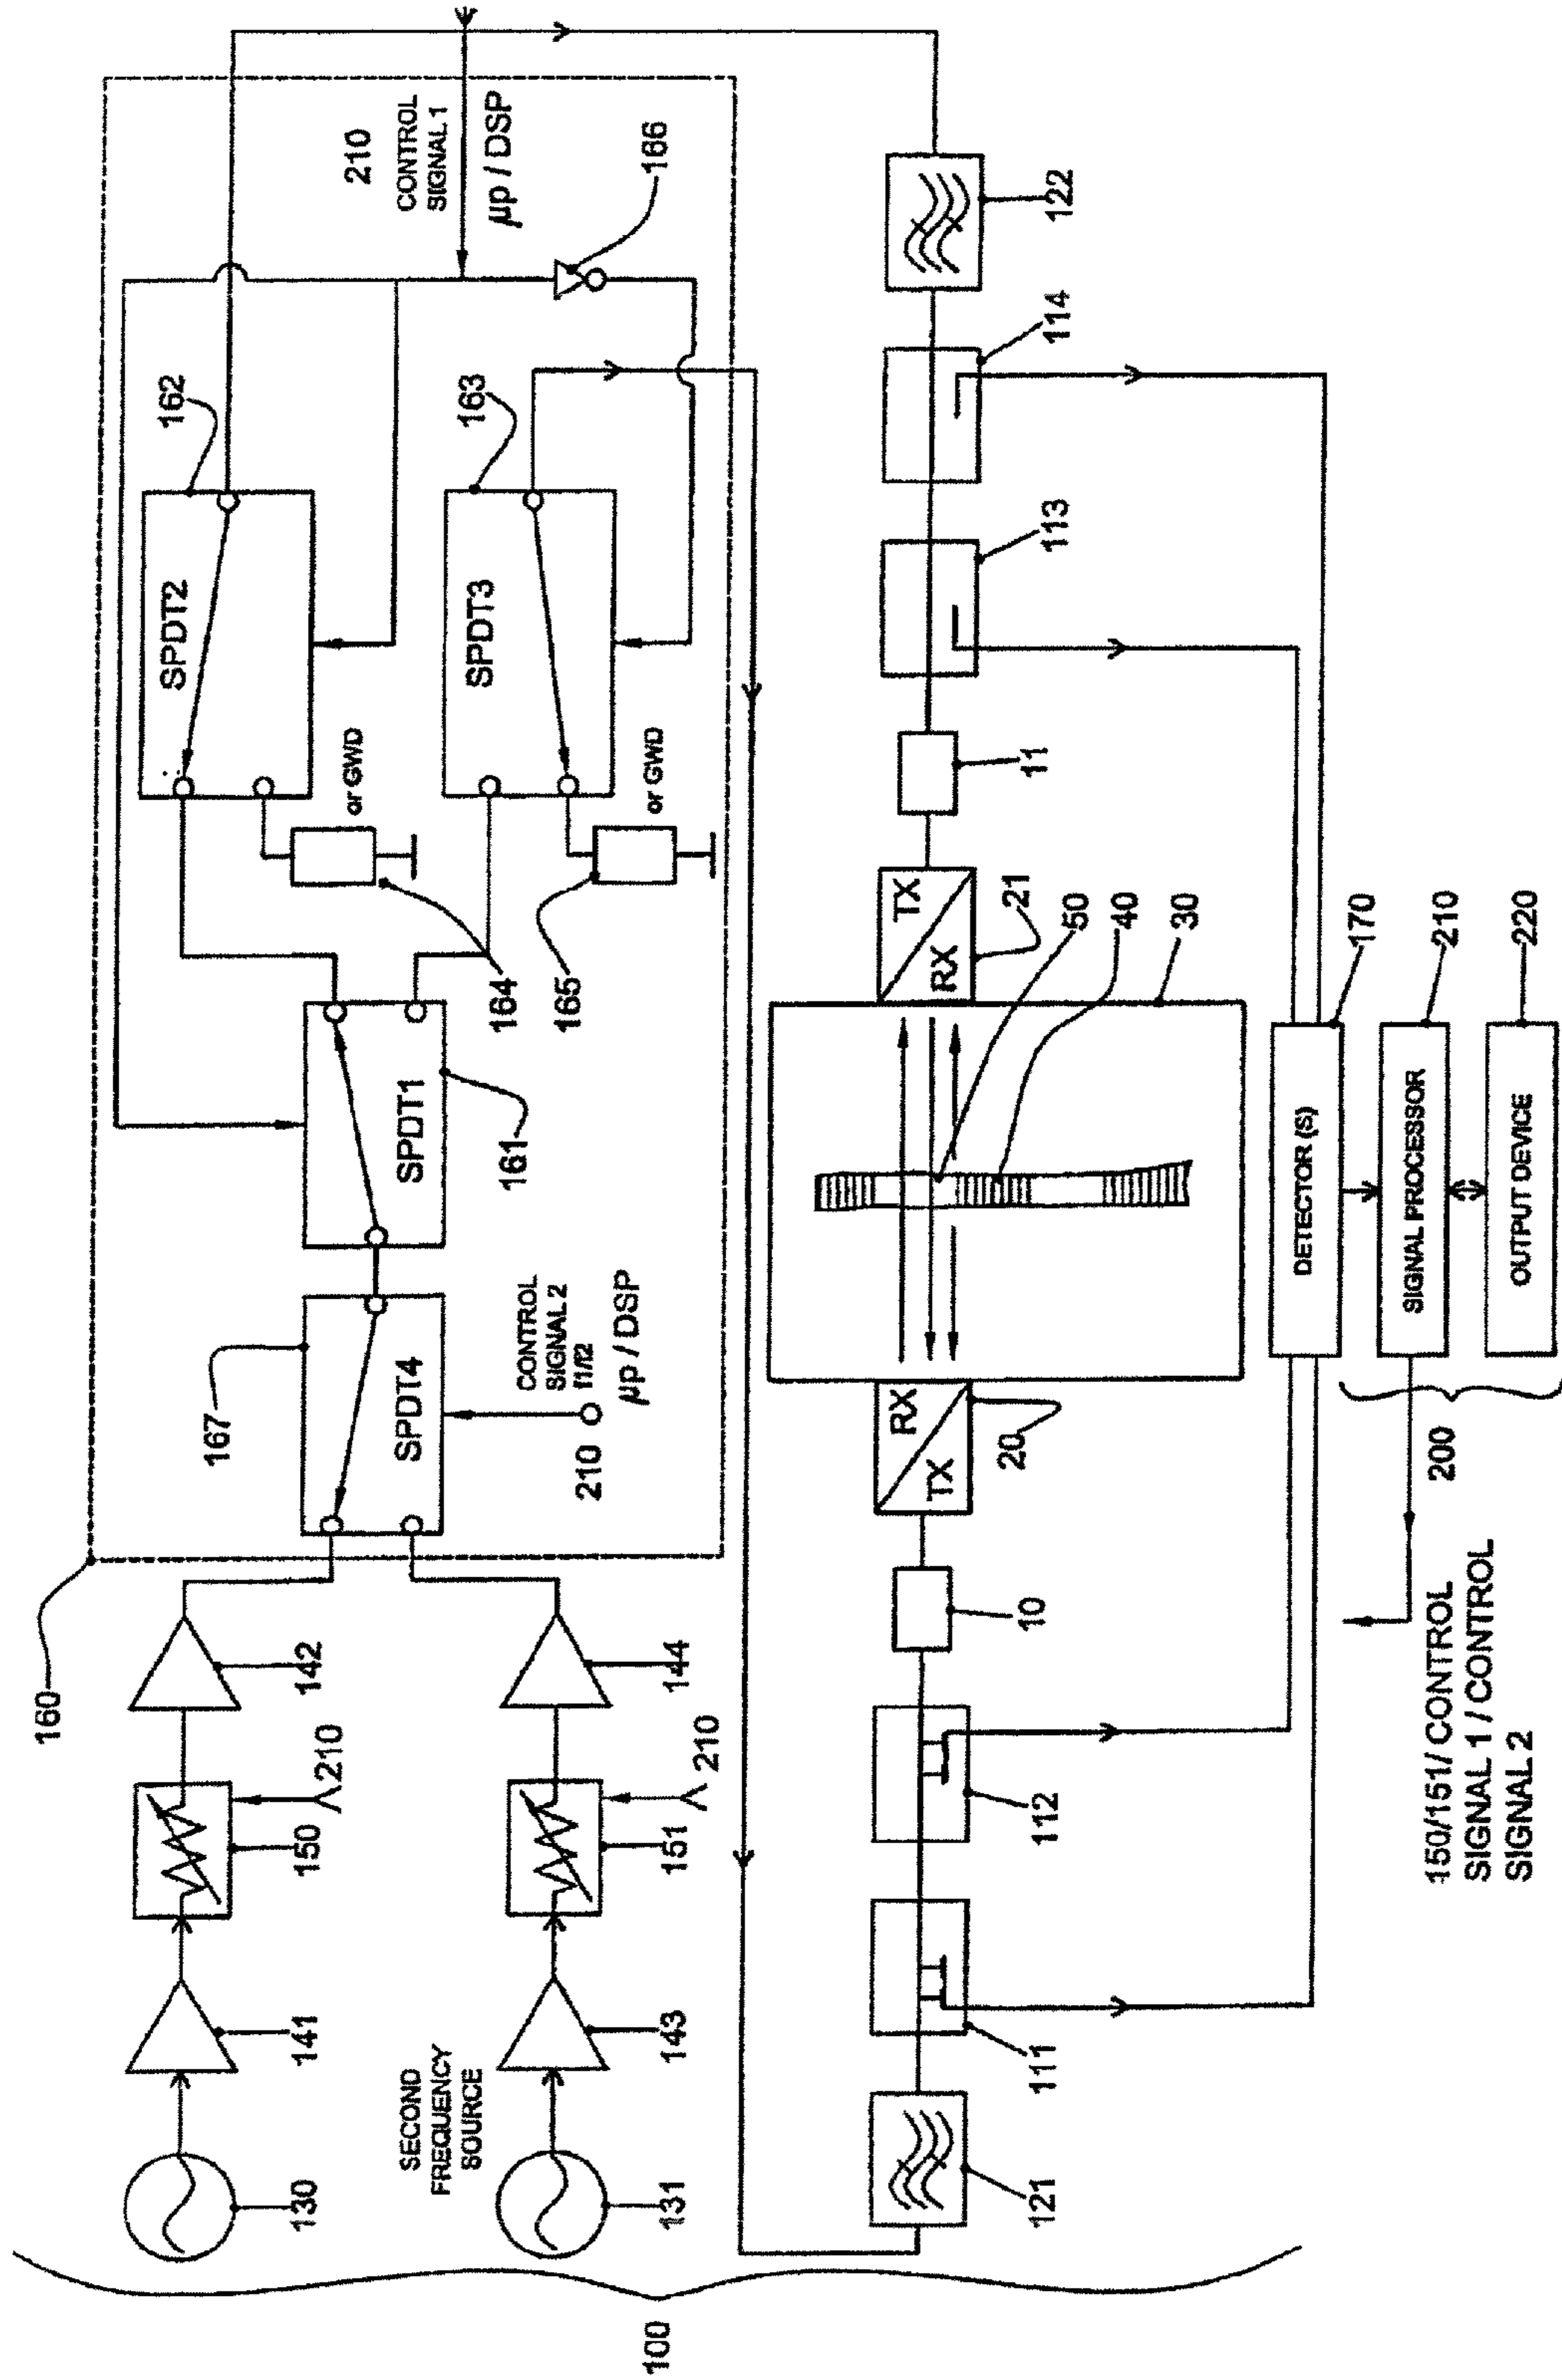 100
130
141
150
210
142
160
SECOND
FREQUENCY
SOURCE
131
143
151
210
144
167
SPDT4
CONTROL
SIGNAL 2
f1/f2
210
µp / DSP
SPDT1
161
164
165
or GWD
or GWD
SPDT2
162
SPDT3
163
210
CONTROL
SIGNAL 1
µp / DSP
166
121
111
112
10
TX
RX
20
50
40
30
RX
TX
21
11
113
114
122
DETECTOR (S)
170
SIGNAL PROCESSOR
210
OUTPUT DEVICE
220
200
150/151/ CONTROL
SIGNAL 1 / CONTROL
SIGNAL 2